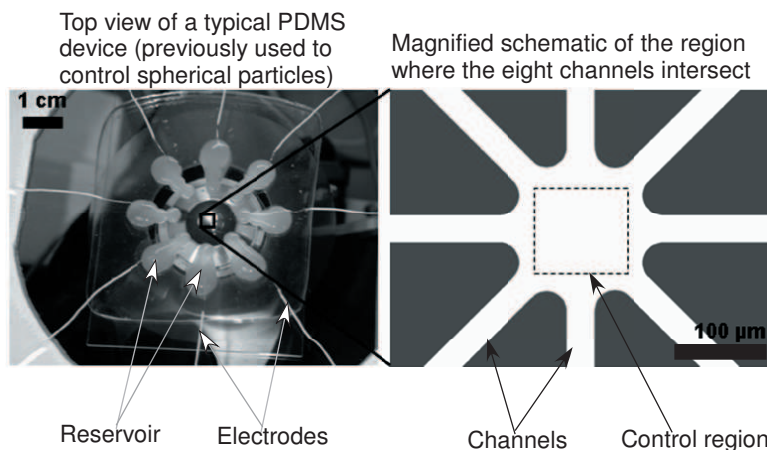 Top view of a typical PDMS
device (previously used to
control spherical particles)
Magnified schematic of the region
where the eight channels intersect
1 cm
100 µm
Reservoir
Electrodes
Channels
Control region